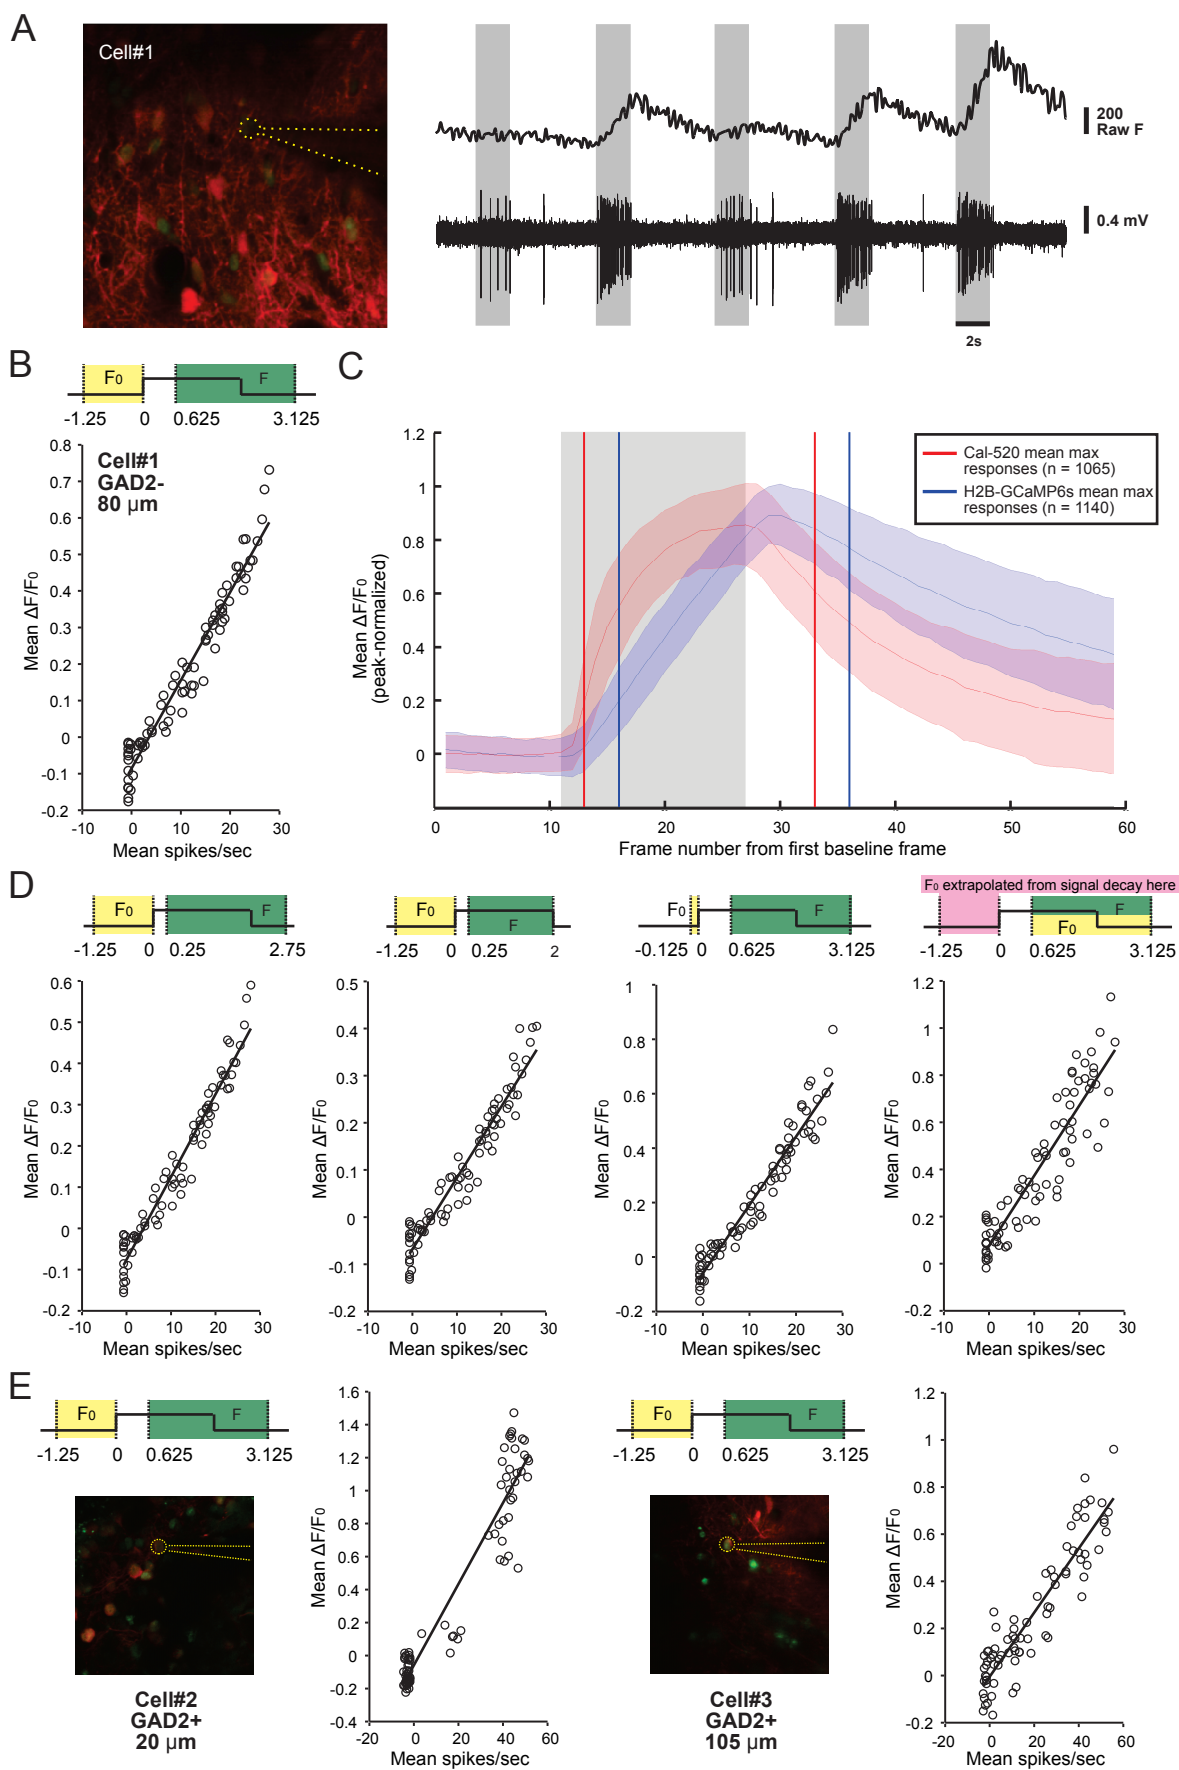 A
Cell#1
200
Raw F
0.4 mV
2s
B
F0
F
-1.25 0 0.625 3.125
Cell#1
GAD2-
80 µm
0.8
0.7
0.6
0.5
0.4
0.3
0.2
0.1
0
-0.1
-0.2
-10 0 10 20 30
Mean ΔF/F0
Mean spikes/sec
C
1.2
1
0.8
0.6
0.4
0.2
0
0 10 20 30 40 50 60
Mean ΔF/F0
(peak-normalized)
Frame number from first baseline frame
Cal-520 mean max
responses (n = 1065)
H2B-GCaMP6s mean max
responses (n = 1140)
D
F0
F
-1.25 0 0.25 2.75
0.6
0.5
0.4
0.3
0.2
0.1
0
-0.1
-0.2
-10 0 10 20 30
Mean ΔF/F0
Mean spikes/sec
F0
F
-1.25 0 0.25 2
0.5
0.4
0.3
0.2
0.1
0
-0.1
-0.2
-10 0 10 20 30
Mean ΔF/F0
Mean spikes/sec
F0
F
-0.125 0 0.625 3.125
1
0.8
0.6
0.4
0.2
0
-0.2
-10 0 10 20 30
Mean ΔF/F0
Mean spikes/sec
F0 extrapolated from signal decay here
F
F0
-1.25 0 0.625 3.125
1.2
1
0.8
0.6
0.4
0.2
0
-0.2
-10 0 10 20 30
Mean ΔF/F0
Mean spikes/sec
E
F0
F
-1.25 0 0.625 3.125
Cell#2
GAD2+
20 µm
1.6
1.4
1.2
1.0
0.8
0.6
0.4
0.2
0
-0.2
-0.4
-20 0 20 40 60
Mean ΔF/F0
Mean spikes/sec
F0
F
-1.25 0 0.625 3.125
Cell#3
GAD2+
105 µm
1.2
1
0.8
0.6
0.4
0.2
0
-0.2
-20 0 20 40 60
Mean ΔF/F0
Mean spikes/sec